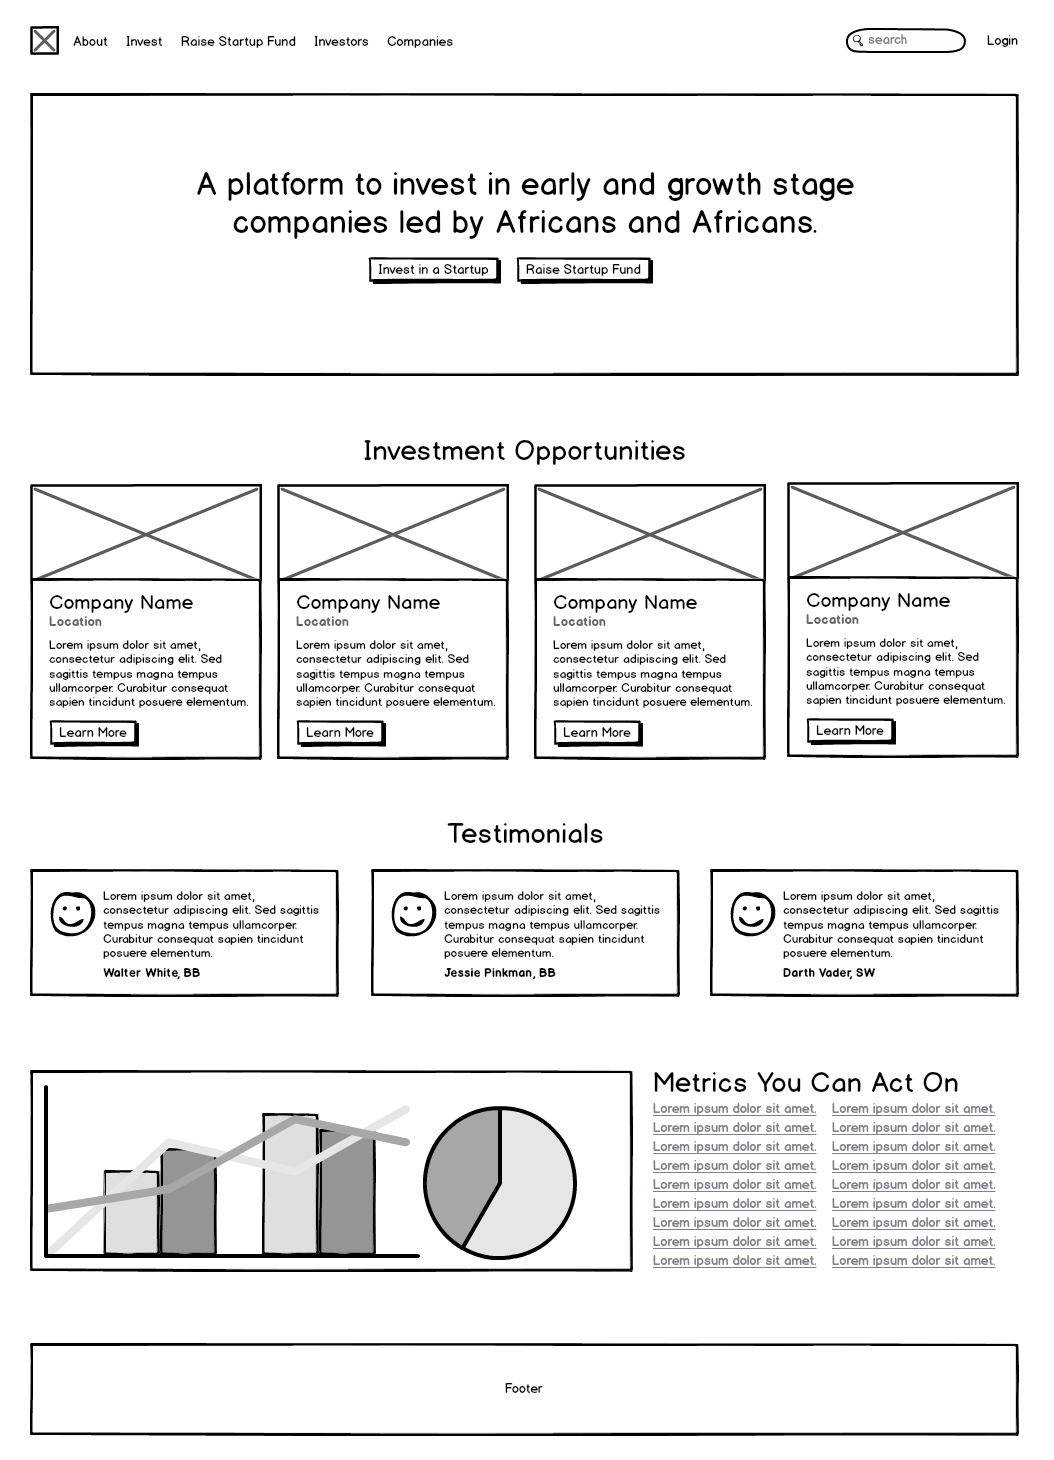 About Invest Raise Startup Fund Investors Companies search Login
A platform to invest in early and growth stage
companies led by Africans and Africans.
Invest in a Startup Raise Startup Fund
Investment Opportunities
Company Name
Location
Lorem ipsum dolor sit amet,
consectetur adipiscing elit. Sed
sagittis tempus magna tempus
ullamcorper. Curabitur consequat
sapien tincidunt posuere elementum.
Learn More
Company Name
Location
Lorem ipsum dolor sit amet,
consectetur adipiscing elit. Sed
sagittis tempus magna tempus
ullamcorper. Curabitur consequat
sapien tincidunt posuere elementum.
Learn More
Company Name
Location
Lorem ipsum dolor sit amet,
consectetur adipiscing elit. Sed
sagittis tempus magna tempus
ullamcorper. Curabitur consequat
sapien tincidunt posuere elementum.
Learn More
Company Name
Location
Lorem ipsum dolor sit amet,
consectetur adipiscing elit. Sed
sagittis tempus magna tempus
ullamcorper. Curabitur consequat
sapien tincidunt posuere elementum.
Learn More
Testimonials
Lorem ipsum dolor sit amet,
consectetur adipiscing elit. Sed sagittis
tempus magna tempus ullamcorper.
Curabitur consequat sapien tincidunt
posuere elementum.
Walter White, BB
Lorem ipsum dolor sit amet,
consectetur adipiscing elit. Sed sagittis
tempus magna tempus ullamcorper.
Curabitur consequat sapien tincidunt
posuere elementum.
Jessie Pinkman, BB
Lorem ipsum dolor sit amet,
consectetur adipiscing elit. Sed sagittis
tempus magna tempus ullamcorper.
Curabitur consequat sapien tincidunt
posuere elementum.
Darth Vader, SW
Metrics You Can Act On
Lorem ipsum dolor sit amet. Lorem ipsum dolor sit amet.
Lorem ipsum dolor sit amet. Lorem ipsum dolor sit amet.
Lorem ipsum dolor sit amet. Lorem ipsum dolor sit amet.
Lorem ipsum dolor sit amet. Lorem ipsum dolor sit amet.
Lorem ipsum dolor sit amet. Lorem ipsum dolor sit amet.
Lorem ipsum dolor sit amet. Lorem ipsum dolor sit amet.
Lorem ipsum dolor sit amet. Lorem ipsum dolor sit amet.
Lorem ipsum dolor sit amet. Lorem ipsum dolor sit amet.
Lorem ipsum dolor sit amet. Lorem ipsum dolor sit amet.
Footer